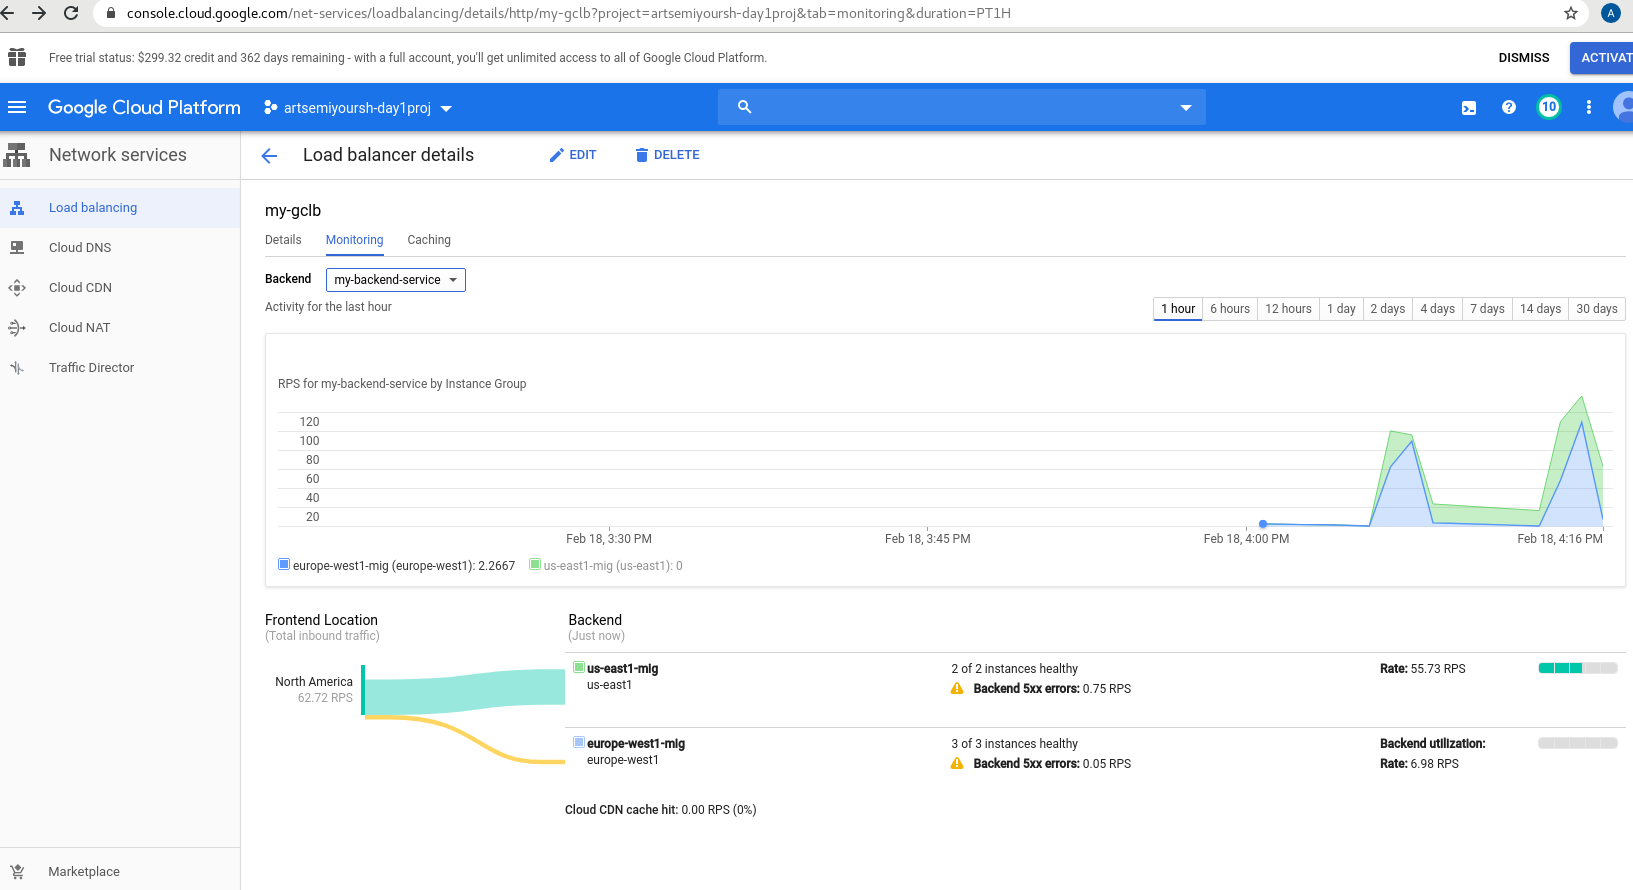 console.cloud.google.com/net-services/loadbalancing/details/http/my-gclb?project=artsemiyoursh-day1proj&tab=monitoring&duration=PT1H
A
Free trial status: $299.32 credit and 362 days remaining - with a full account, you'll get unlimited access to all of Google Cloud Platform.
DISMISS
ACTIVAT
Google Cloud Platform
artsemiyoursh-day1proj
10
Network services
Load balancer details
EDIT
DELETE
Load balancing
Cloud DNS
Cloud CDN
Cloud NAT
Traffic Director
Marketplace
my-gclb
Details Monitoring Caching
Backend my-backend-service
Activity for the last hour
1 hour 6 hours 12 hours 1 day 2 days 4 days 7 days 14 days 30 days
RPS for my-backend-service by Instance Group
120
100
80
60
40
20
Feb 18, 3:30 PM Feb 18, 3:45 PM Feb 18, 4:00 PM Feb 18, 4:16 PM
europe-west1-mig (europe-west1): 2.2667 us-east1-mig (us-east1): 0
Frontend Location
(Total inbound traffic)
Backend
(Just now)
North America
62.72 RPS
us-east1-mig
us-east1
2 of 2 instances healthy
Backend 5xx errors: 0.75 RPS
Rate: 55.73 RPS
europe-west1-mig
europe-west1
3 of 3 instances healthy
Backend 5xx errors: 0.05 RPS
Backend utilization:
Rate: 6.98 RPS
Cloud CDN cache hit: 0.00 RPS (0%)